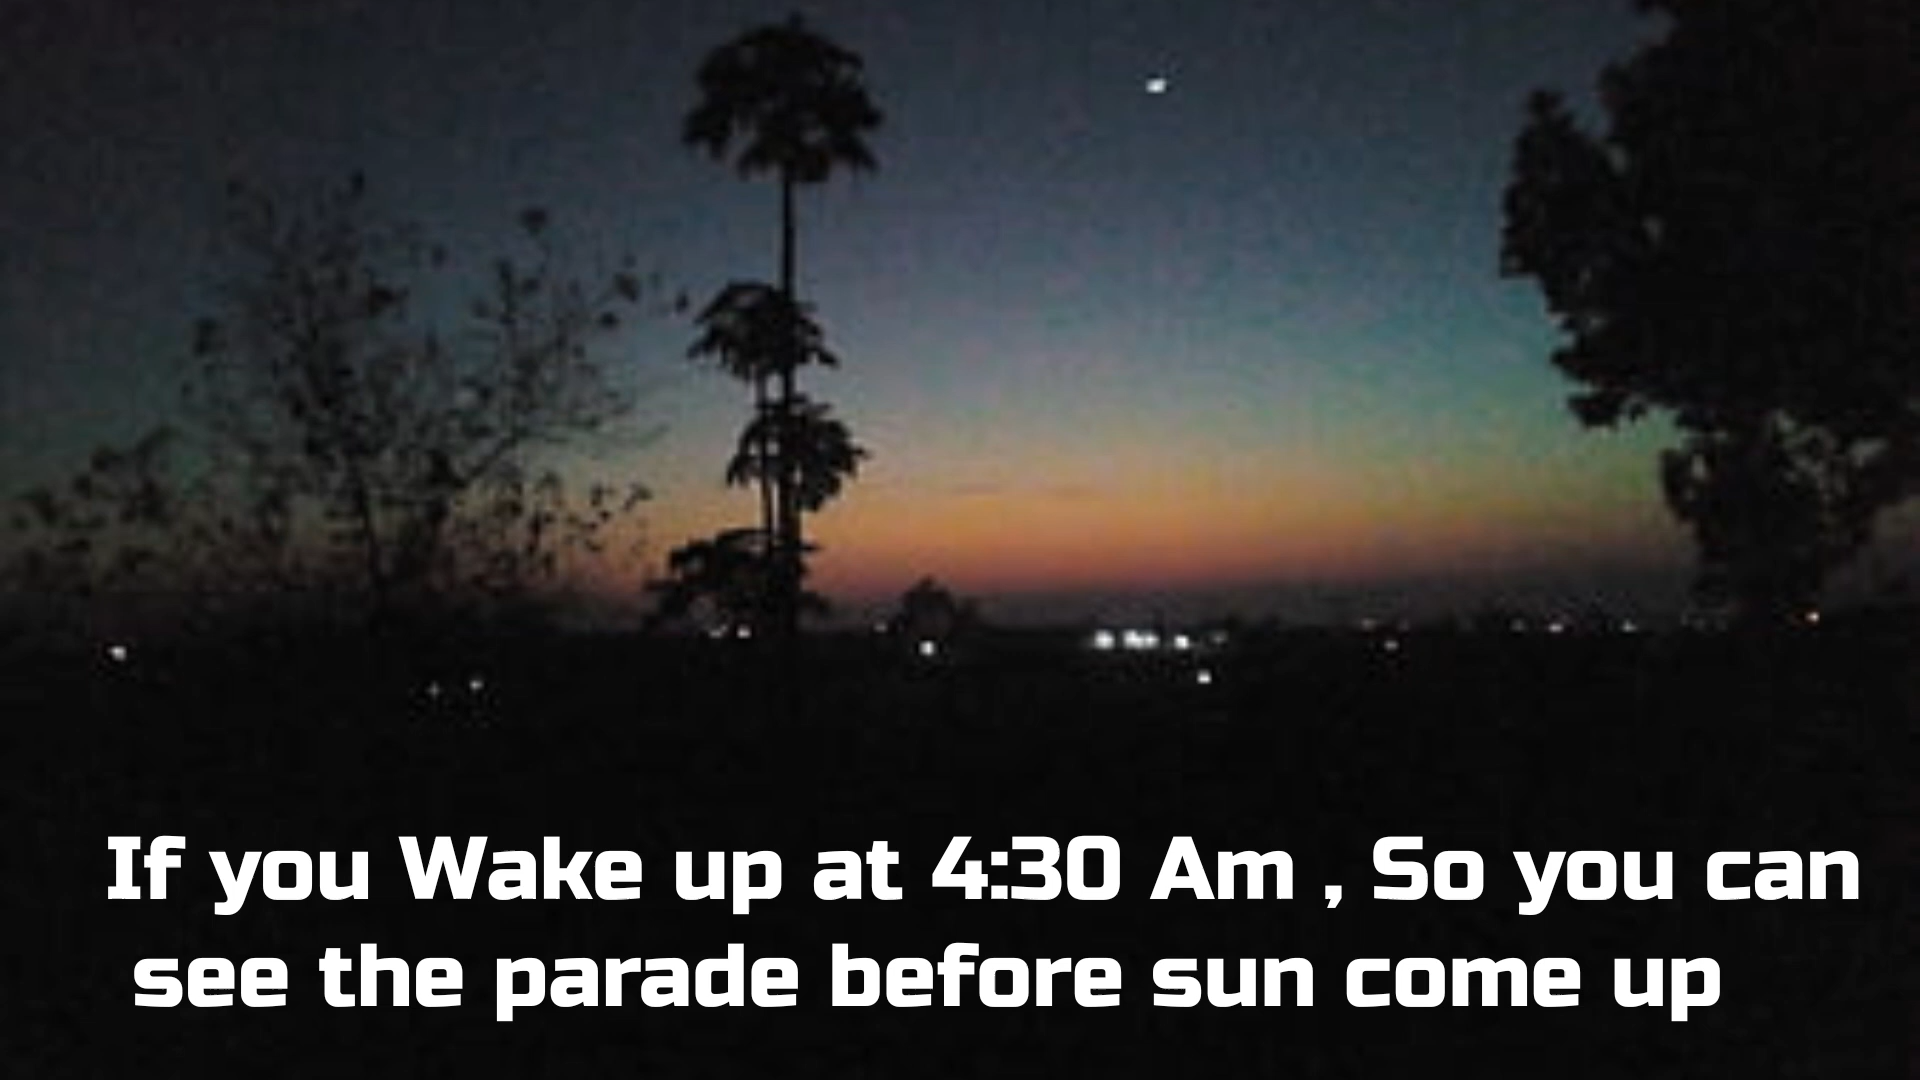 If you Wake up at 4:30 Am , So you can
see the parade before sun come up